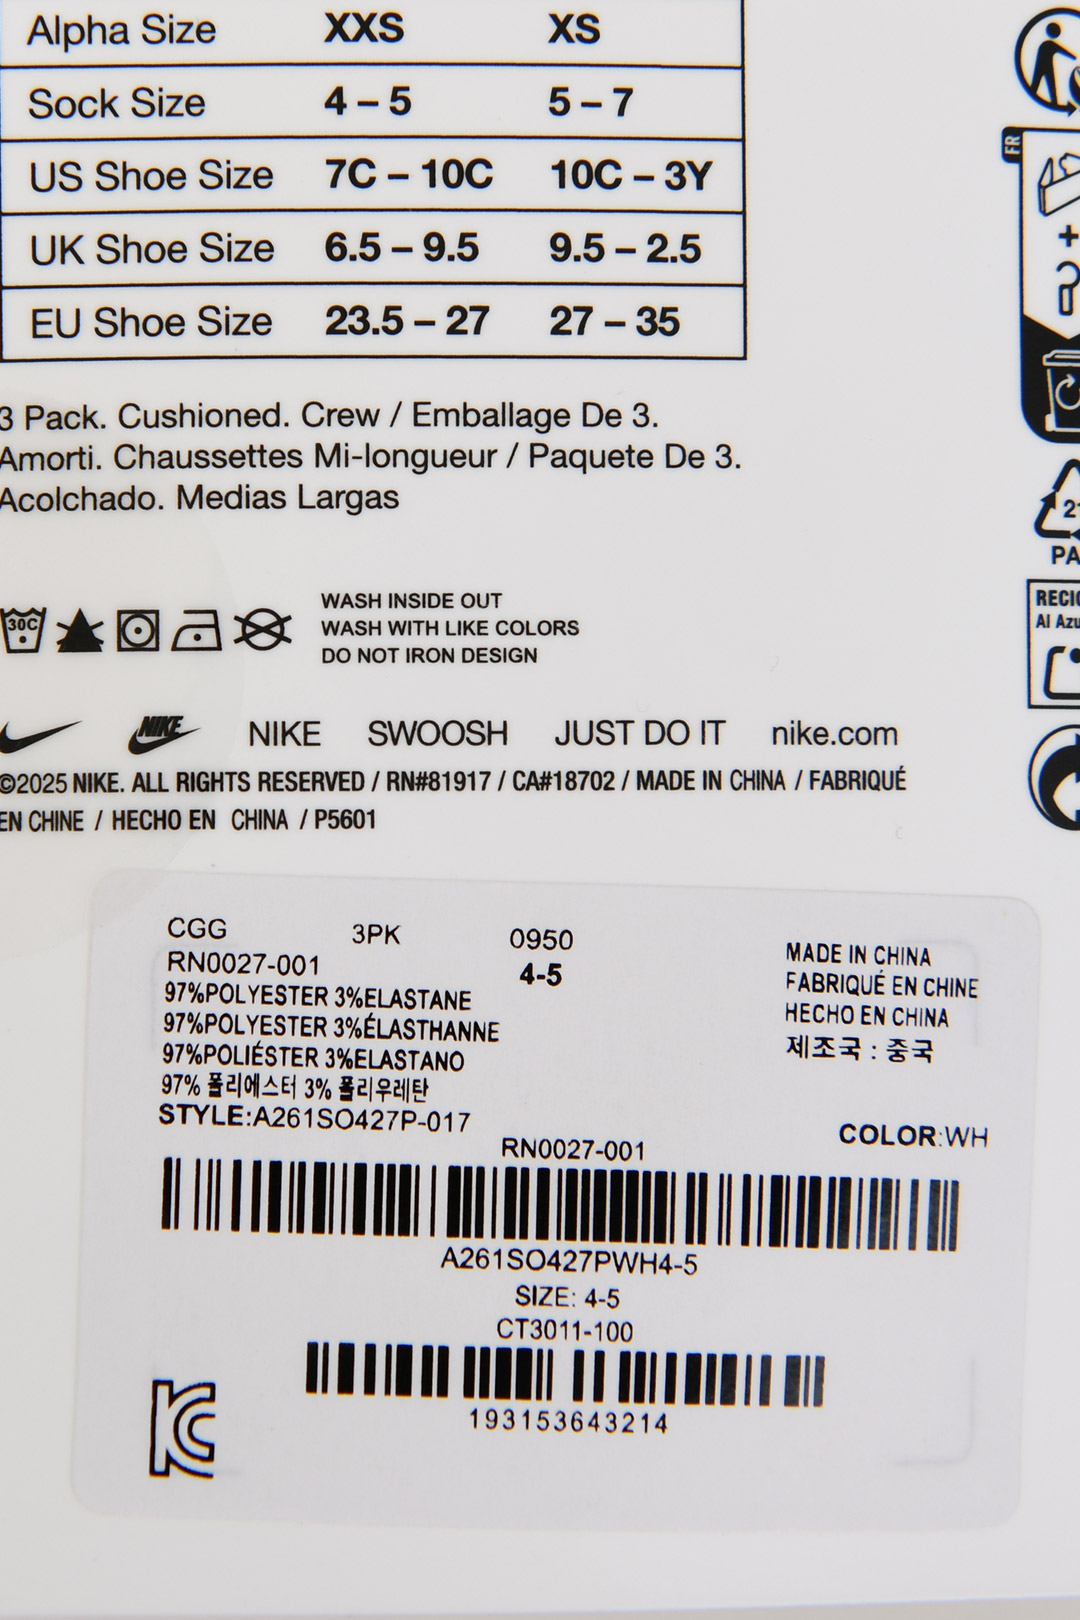 Alpha Size XXS XS
Sock Size 4 – 5 5 – 7
US Shoe Size 7C – 10C 10C – 3Y
UK Shoe Size 6.5 – 9.5 9.5 – 2.5
EU Shoe Size 23.5 – 27 27 – 35
FR
+
3 Pack. Cushioned. Crew / Emballage De 3.
Amorti. Chaussettes Mi-longueur / Paquete De 3.
Acolchado. Medias Largas
30C
WASH INSIDE OUT
WASH WITH LIKE COLORS
DO NOT IRON DESIGN
NIKE NIKE SWOOSH JUST DO IT nike.com
©2025 NIKE. ALL RIGHTS RESERVED / RN#81917 / CA#18702 / MADE IN CHINA / FABRIQUÉ
EN CHINE / HECHO EN CHINA / P5601
CGG 3PK 0950
RN0027-001 4-5
97%POLYESTER 3%ELASTANE
97%POLYESTER 3%ÉLASTHANNE
97%POLIÉSTER 3%ELASTANO
97% 폴리에스터 3% 폴리우레탄
STYLE:A261SO427P-017
MADE IN CHINA
FABRIQUÉ EN CHINE
HECHO EN CHINA
제조국 : 중국
COLOR:WH
RN0027-001
A261SO427PWH4-5
SIZE: 4-5
CT3011-100
193153643214